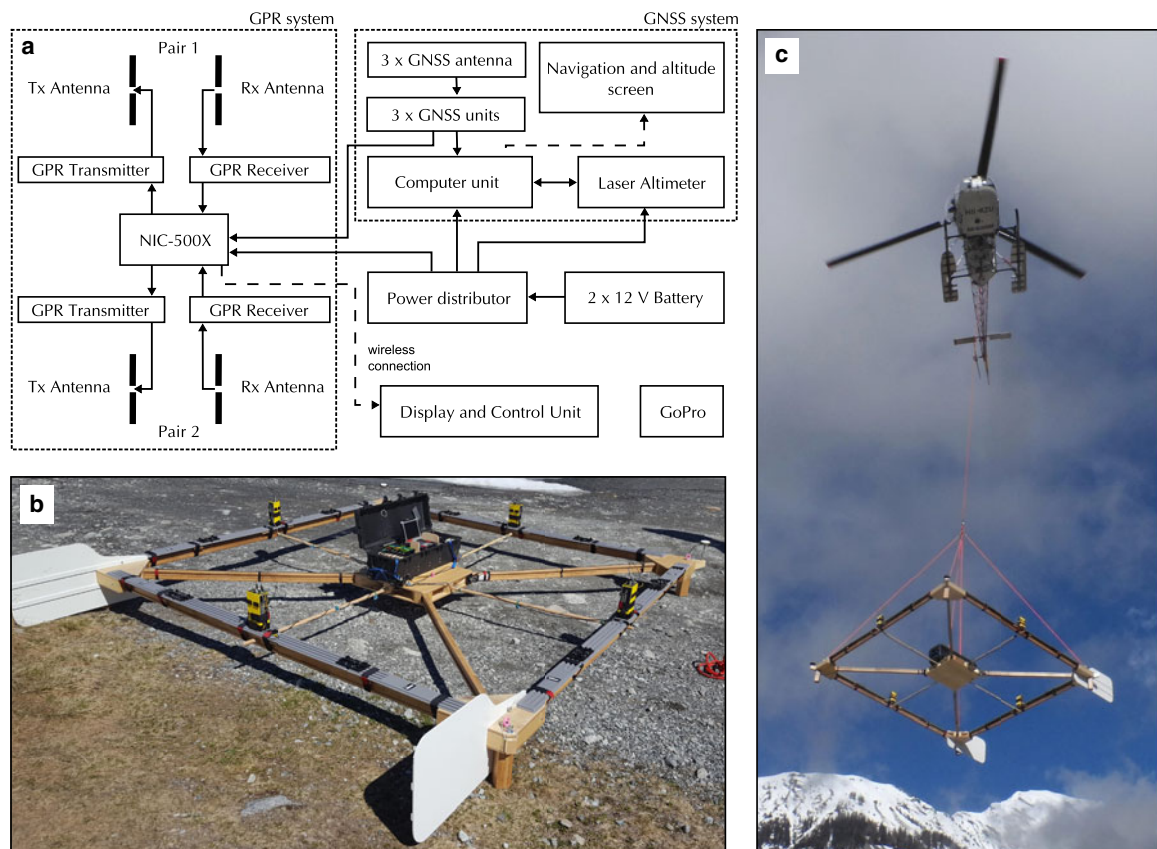 GPR system
GNSS system
a
Pair 1
Tx Antenna
Rx Antenna
GPR Transmitter
GPR Receiver
NIC-500X
GPR Transmitter
GPR Receiver
Tx Antenna
Rx Antenna
Pair 2
3 x GNSS antenna
3 x GNSS units
Navigation and altitude
screen
Computer unit
Laser Altimeter
Power distributor
2 x 12 V Battery
wireless
connection
Display and Control Unit
GoPro
b
c